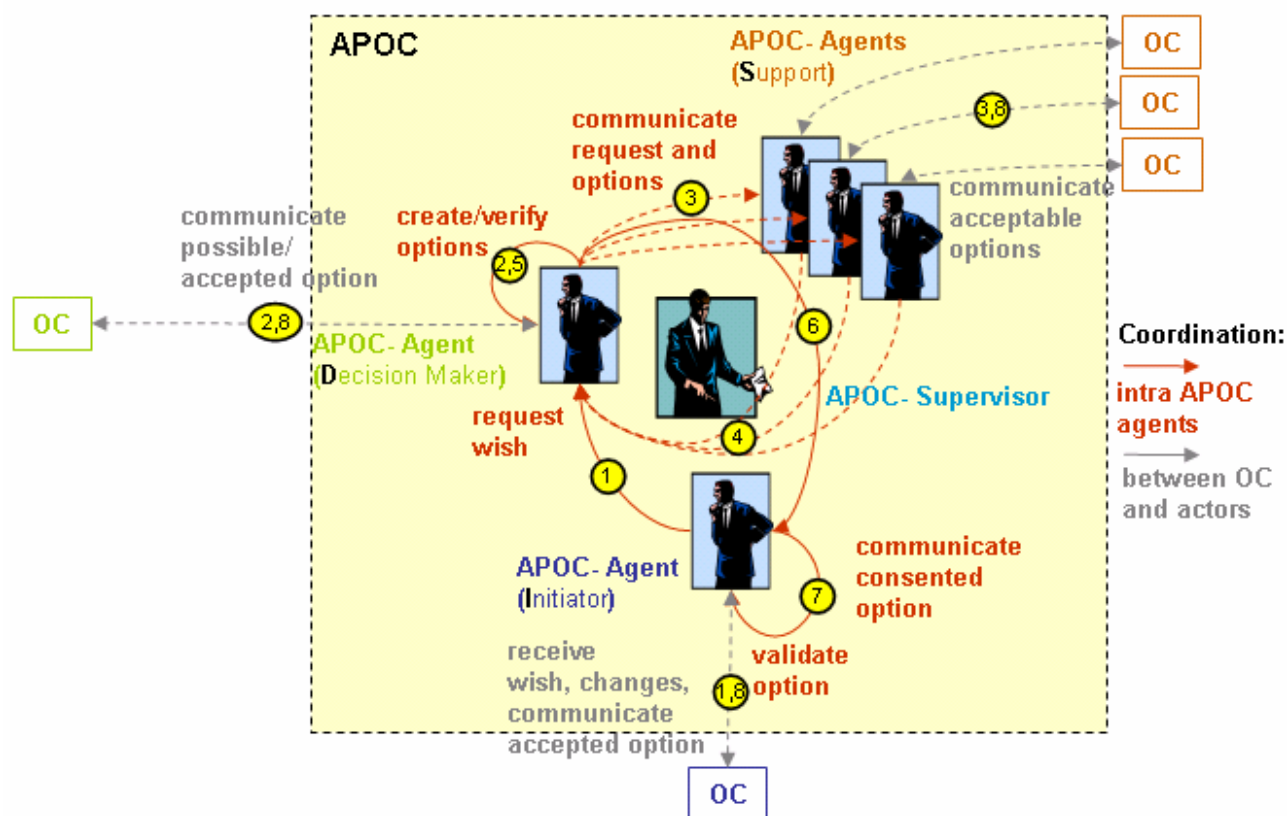 APOC
APOC- Agents
(Support)
OC
OC
OC
3,8
communicate
request and
options
3
communicate
acceptable
options
communicate
possible/
accepted option
create/verify
options
2,5
OC
2,8
APOC- Agent
(Decision Maker)
6
APOC- Supervisor
request
wish
4
1
Coordination:
intra APOC
agents
between OC
and actors
APOC- Agent
(Initiator)
communicate
consented
option
7
validate
option
receive
wish, changes,
communicate
accepted option
1,8
OC